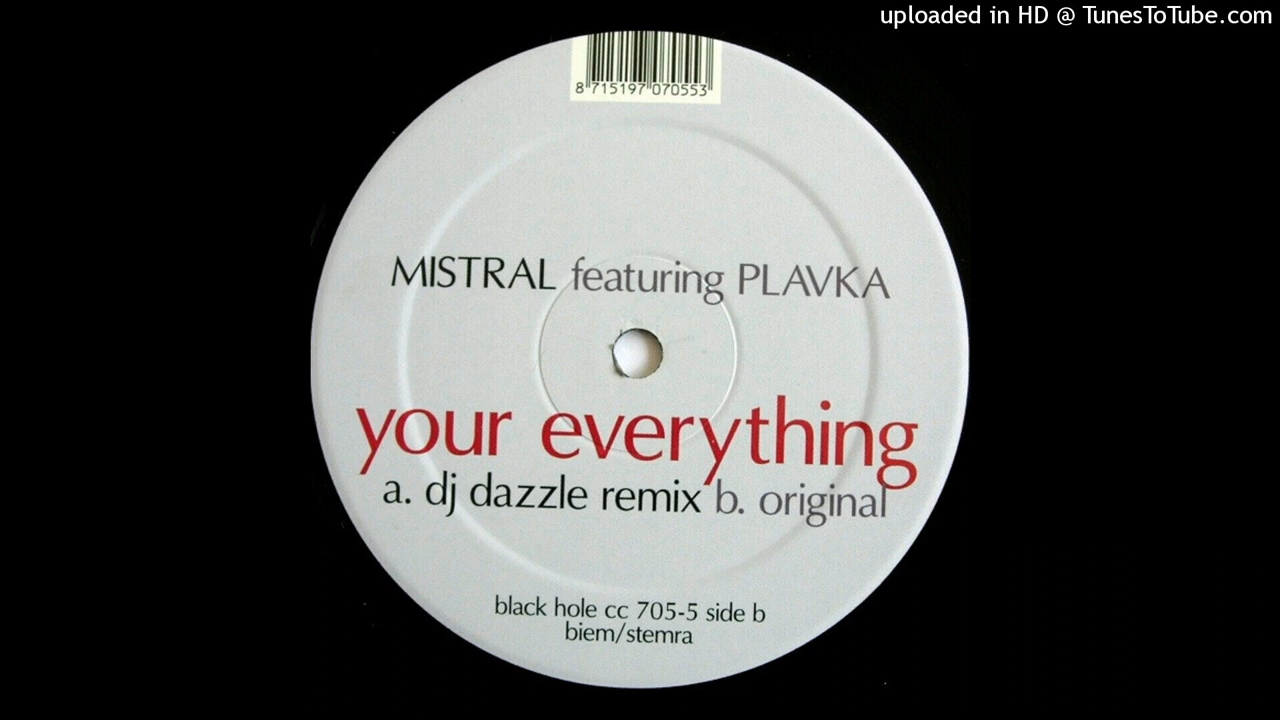 uploaded in HD @ TunesToTube.com
8 715197 070553
MISTRAL featuring PLAVKA
your everything
a. dj dazzle remix b. original
black hole cc 705-5 side b
biem/stemra